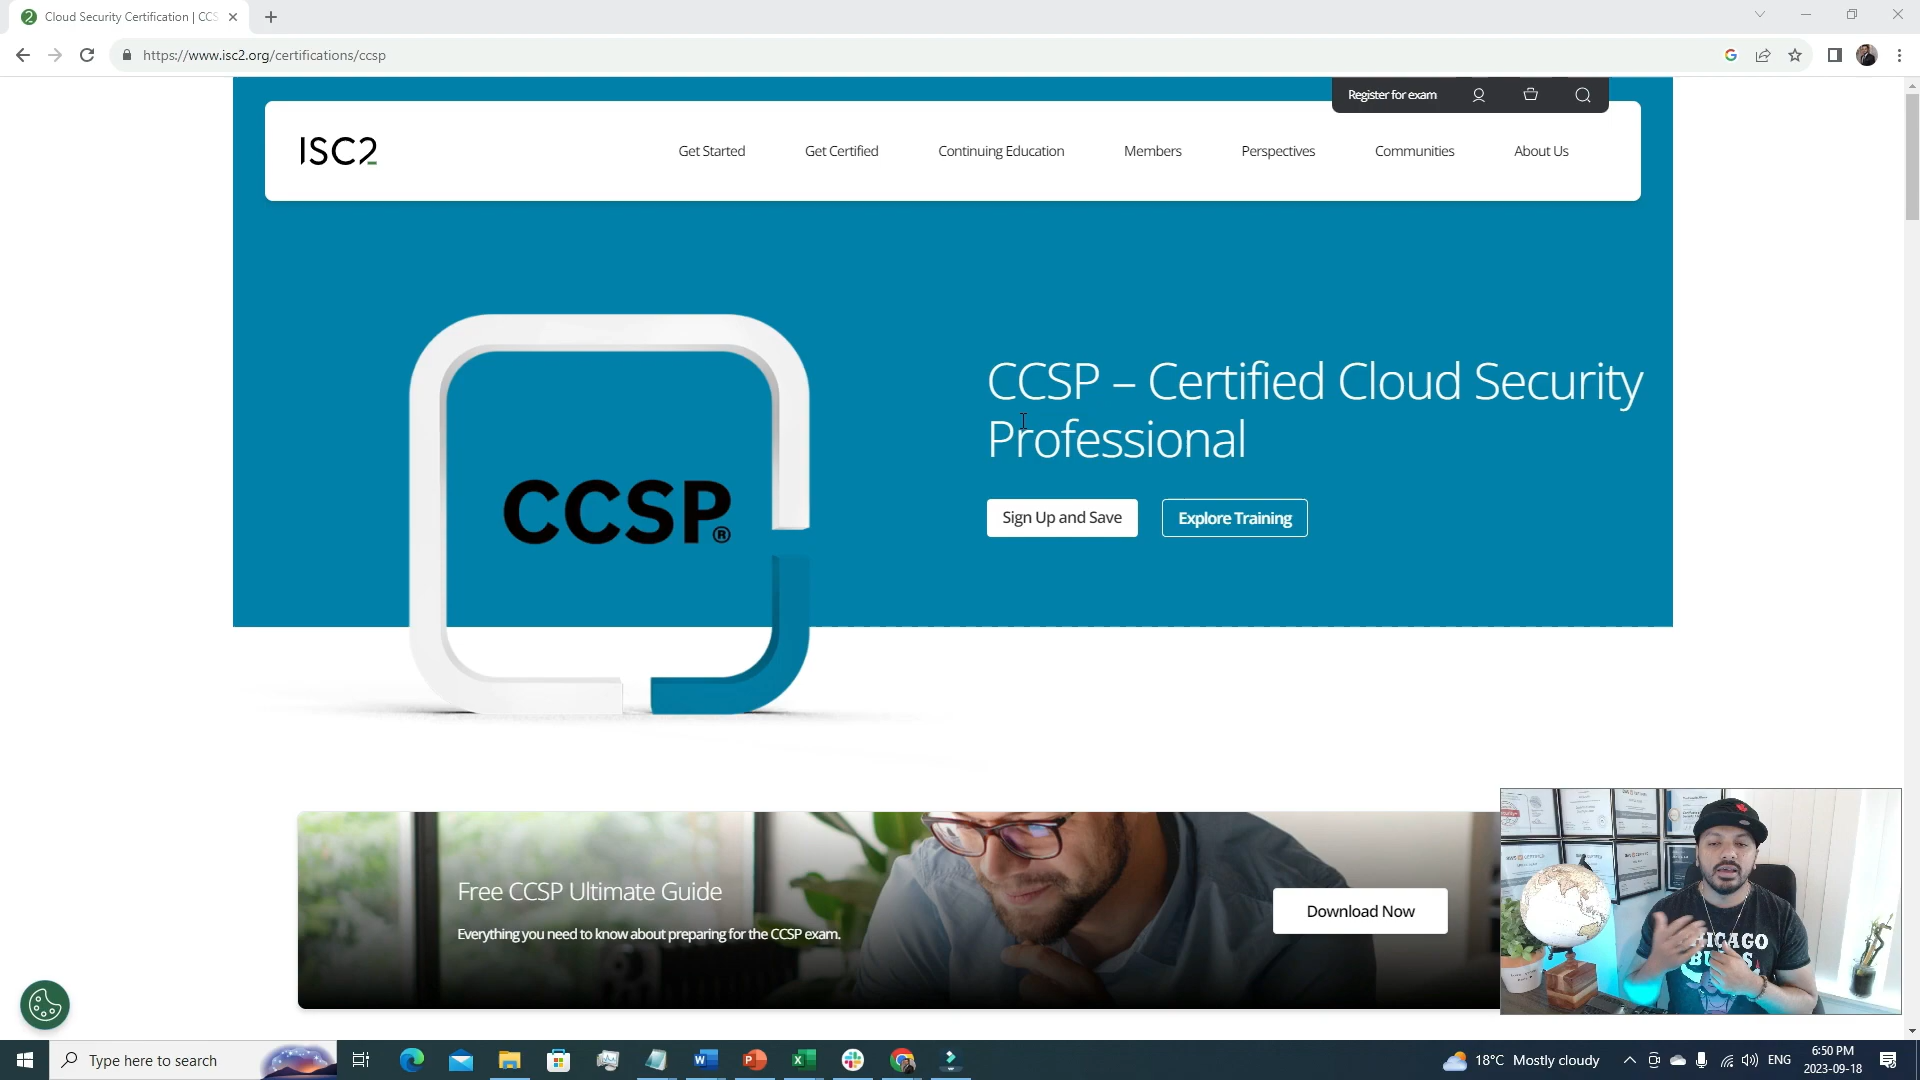 Cloud Security Certification | CCS
https://www.isc2.org/certifications/ccsp
Register for exam
ISC2
Get Started
Get Certified
Continuing Education
Members
Perspectives
Communities
About Us
CCSP – Certified Cloud Security
Professional
Sign Up and Save
Explore Training
CCSP®
Free CCSP Ultimate Guide
Everything you need to know about preparing for the CCSP exam.
Download Now
CHICAGO
BULLS
Type here to search
18°C Mostly cloudy
ENG
6:50 PM
2023-09-18